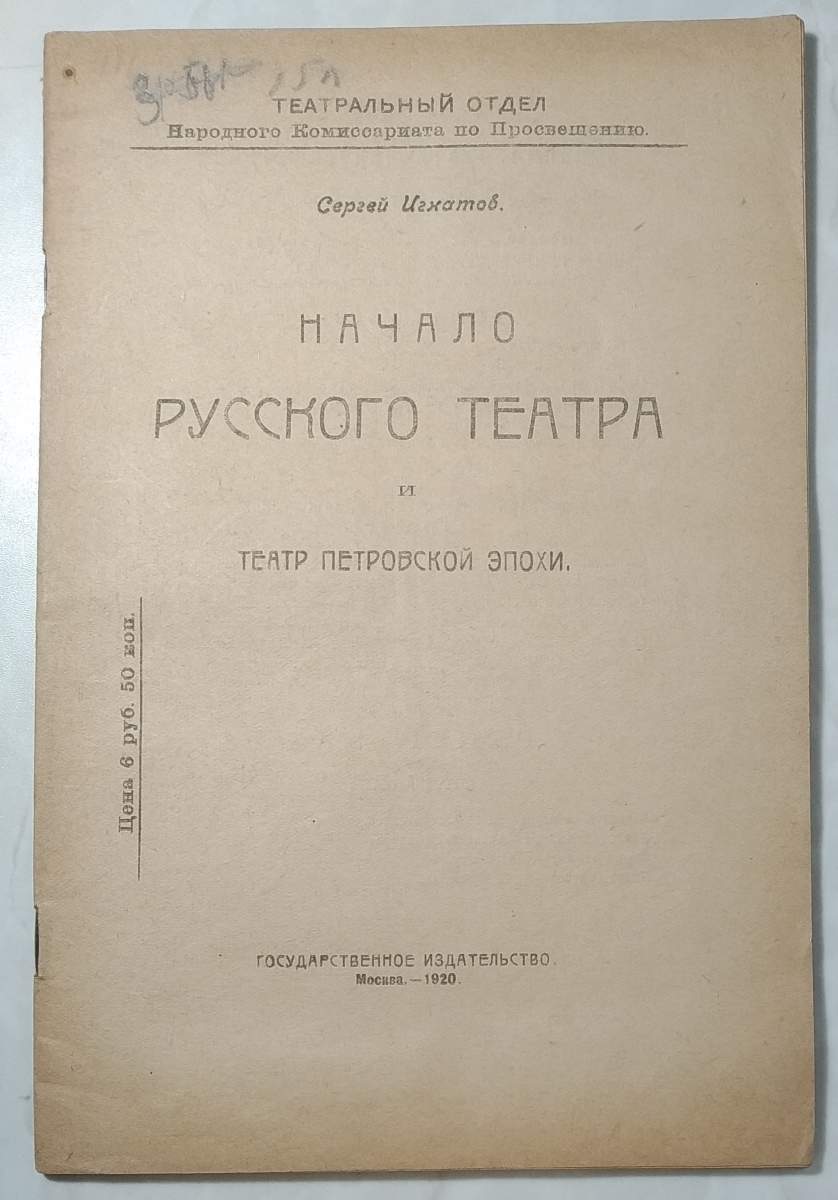 ТЕАТРАЛЬНЫЙ ОТДЕЛ
Народного Комиссариата по Просвещению.
Сергей Игнатов.
НАЧАЛО
РУССКОГО ТЕАТРА
И
ТЕАТР ПЕТРОВСКОЙ ЭПОХИ.
Цена 6 руб. 50 коп.
ГОСУДАРСТВЕННОЕ ИЗДАТЕЛЬСТВО.
Москва.—1920.